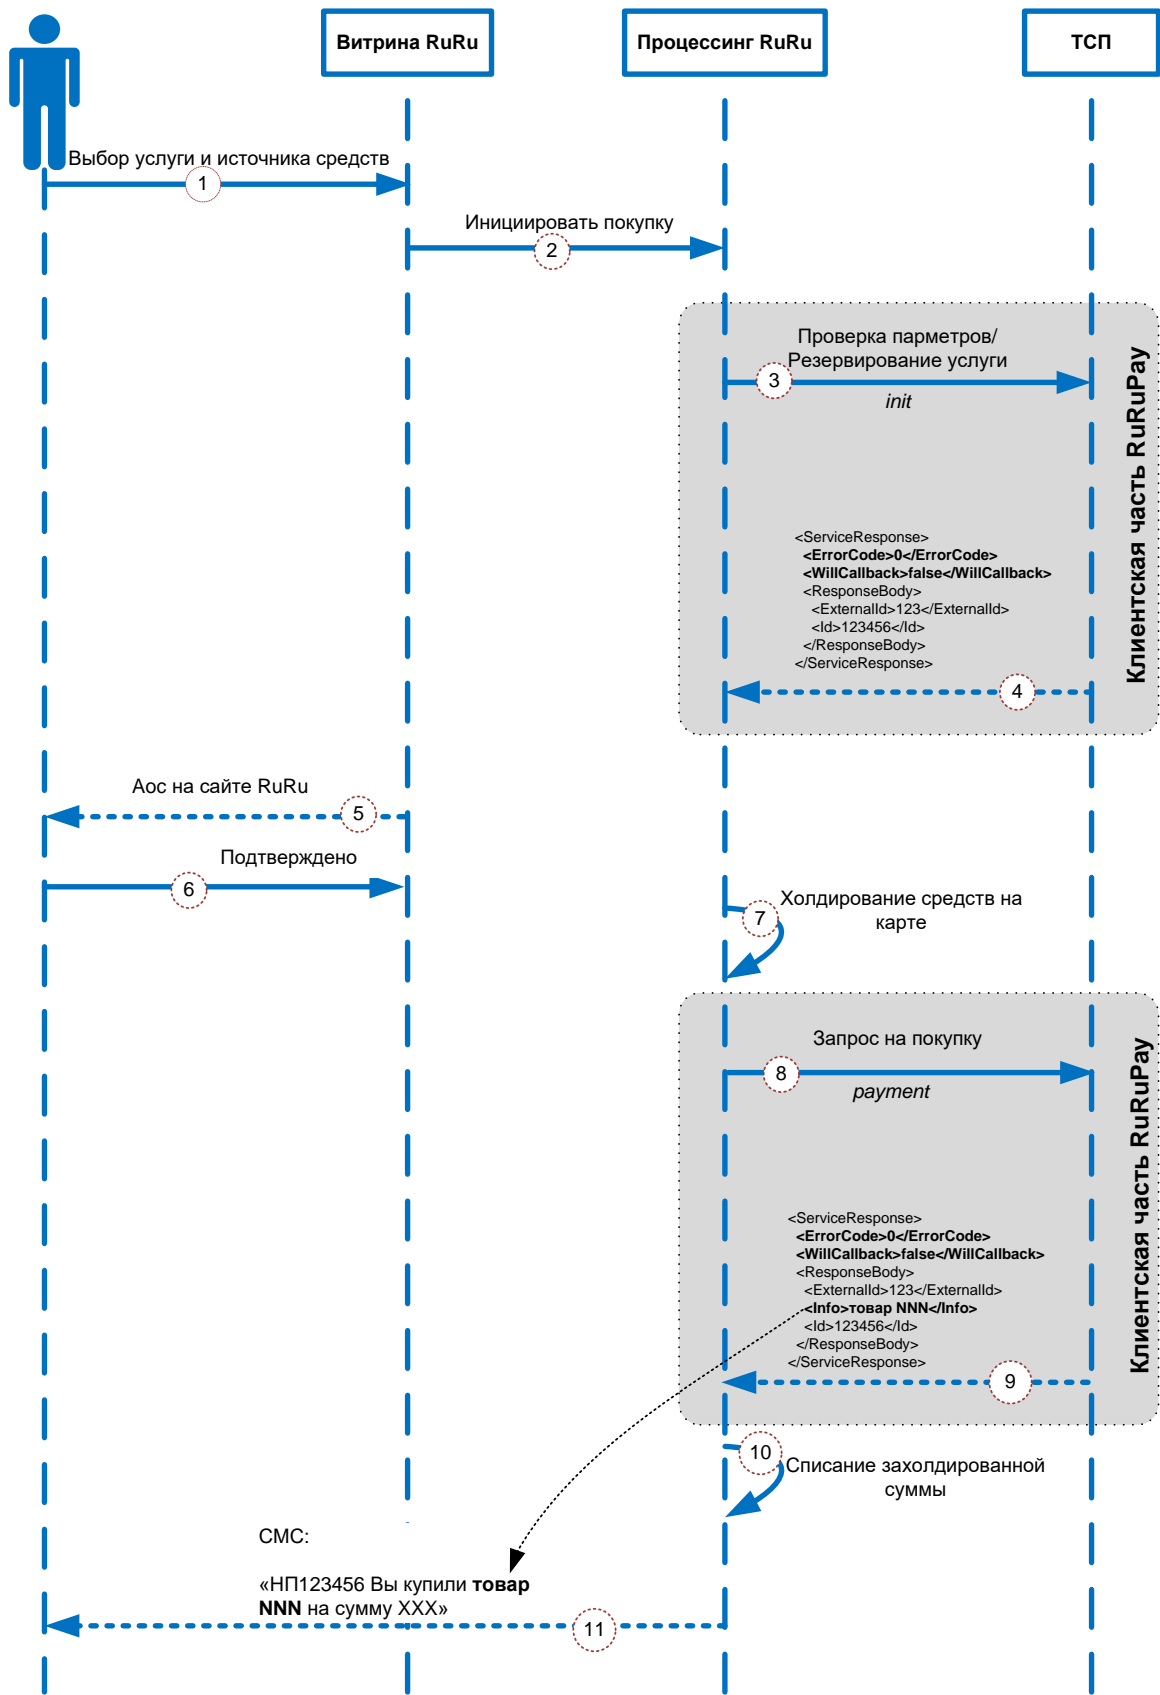 Витрина RuRu
Процессинг RuRu
ТСП
Выбор услуги и источника средств
1
Инициировать покупку
2
Проверка парметров/
Резервирование услуги
3
init
Клиентская часть RuRuPay
<ServiceResponse>
<ErrorCode>0</ErrorCode>
<WillCallback>false</WillCallback>
<ResponseBody>
<ExternalId>123</ExternalId>
<Id>123456</Id>
</ResponseBody>
</ServiceResponse>
4
Аос на сайте RuRu
5
Подтверждено
6
7
Холдирование средств на
карте
Запрос на покупку
8
payment
Клиентская часть RuRuPay
<ServiceResponse>
<ErrorCode>0</ErrorCode>
<WillCallback>false</WillCallback>
<ResponseBody>
<ExternalId>123</ExternalId>
<Info>товар NNN</Info>
<Id>123456</Id>
</ResponseBody>
</ServiceResponse>
9
10
Списание захолдированной
суммы
СМС:
«НП123456 Вы купили товар
NNN на сумму XXX»
11